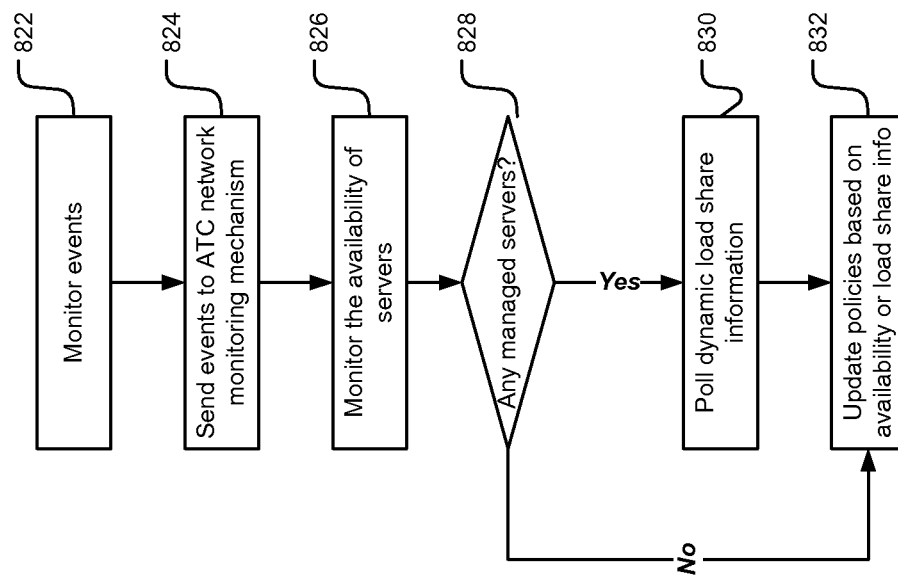 822
Monitor events
824
Send events to ATC network
monitoring mechanism
826
Monitor the availability of
servers
828
Any managed servers?
Yes
No
830
Poll dynamic load share
information
832
Update policies based on
availability or load share info